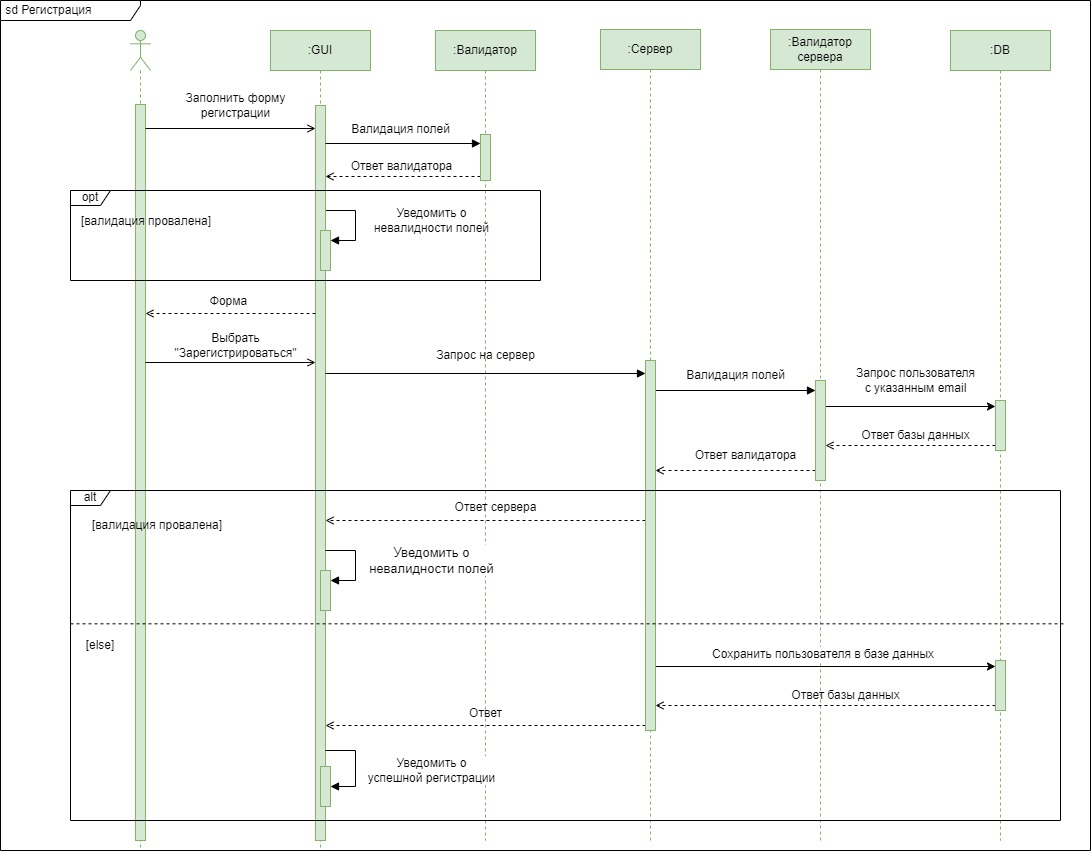 sd Регистрация
:GUI
:Валидатор
:Сервер
:Валидатор
сервера
:DB
Заполнить форму
регистрации
Валидация полей
Ответ валидатора
opt
[валидация провалена]
Уведомить о
невалидности полей
Форма
Выбрать
"Зарегистрироваться"
Запрос на сервер
Валидация полей
Запрос пользователя
с указанным email
Ответ базы данных
Ответ валидатора
alt
[валидация провалена]
Ответ сервера
Уведомить о
невалидности полей
[else]
Сохранить пользователя в базе данных
Ответ базы данных
Ответ
Уведомить о
успешной регистрации